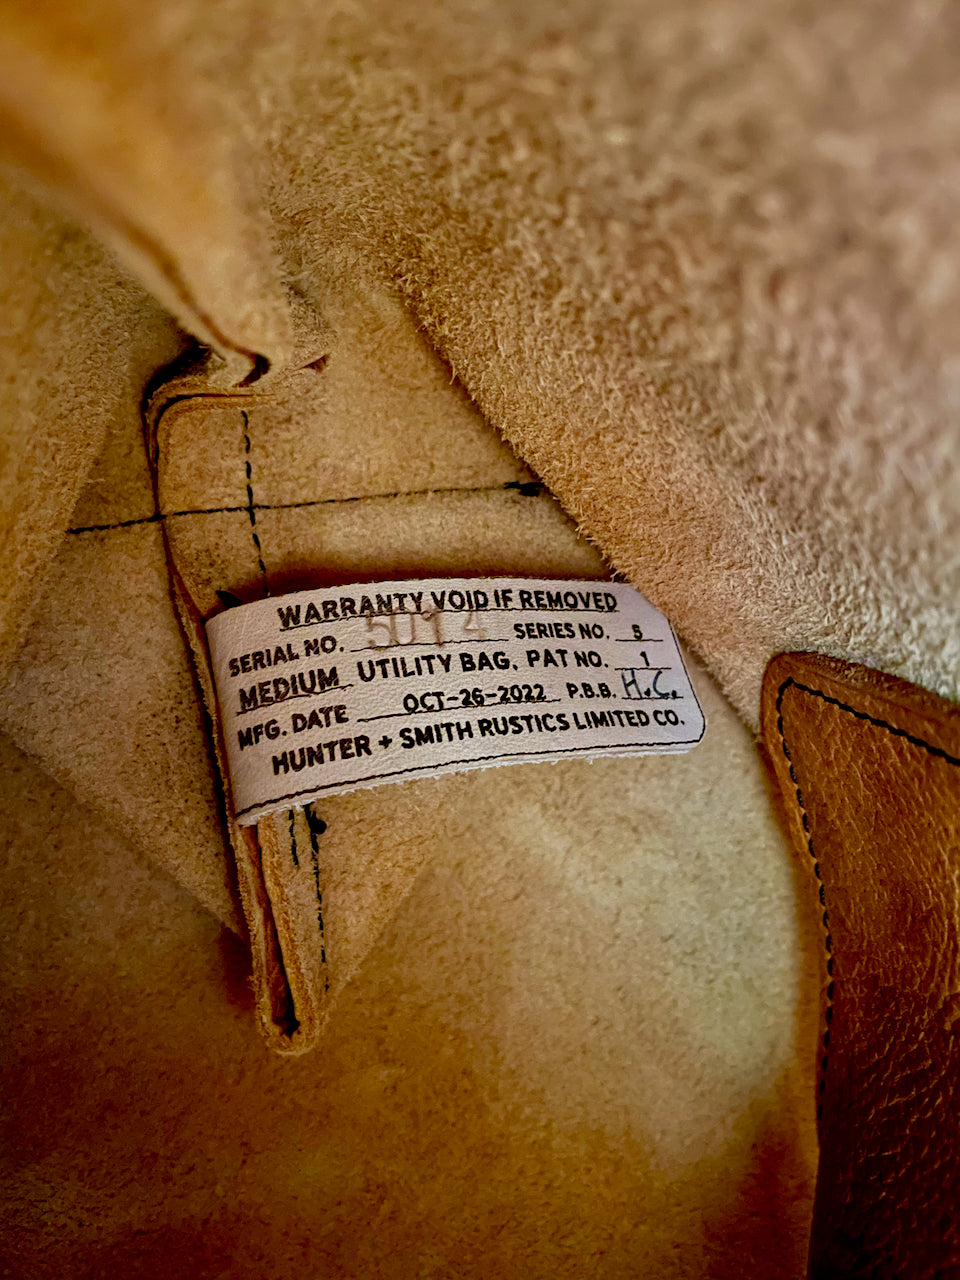 WARRANTY VOID IF REMOVED
SERIAL NO. 5014 SERIES NO. 5
MEDIUM UTILITY BAG, PAT NO. 1
MFG. DATE OCT-26-2022 P.B.B. H.C.
HUNTER + SMITH RUSTICS LIMITED CO.